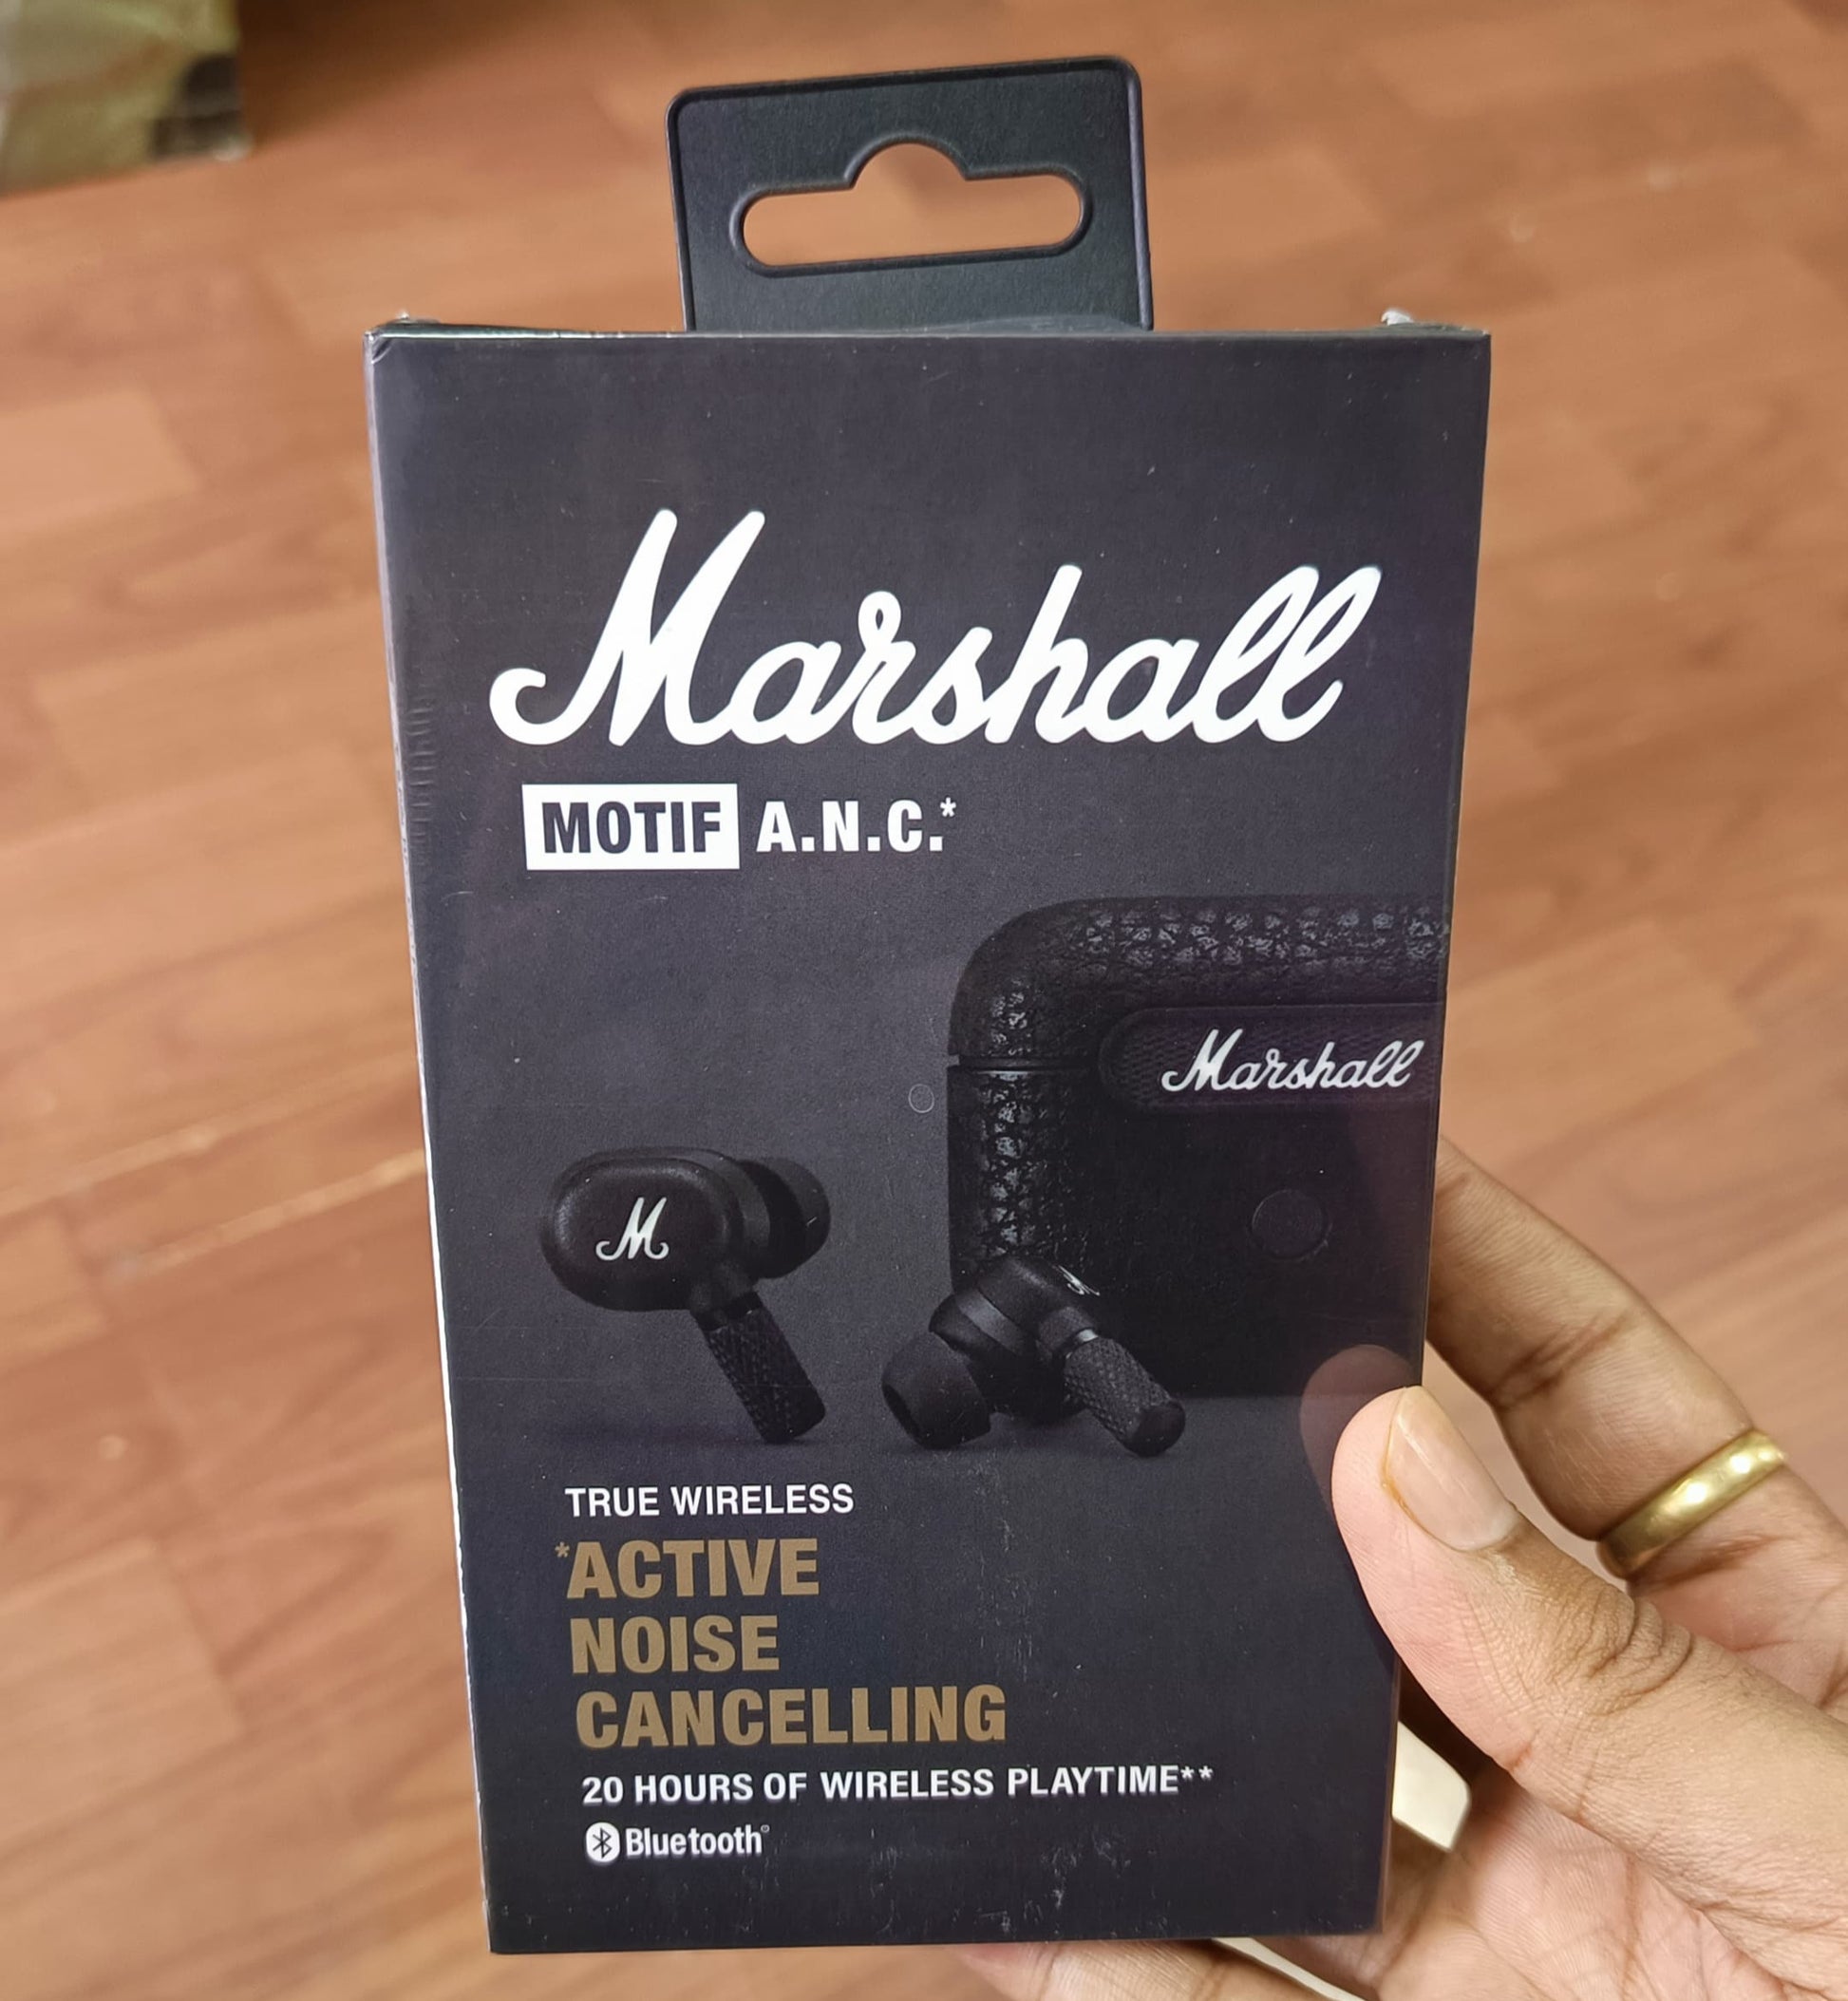 Marshall
MOTIF A.N.C.*
Marshall
M
TRUE WIRELESS
*ACTIVE
NOISE
CANCELLING
20 HOURS OF WIRELESS PLAYTIME**
Bluetooth®